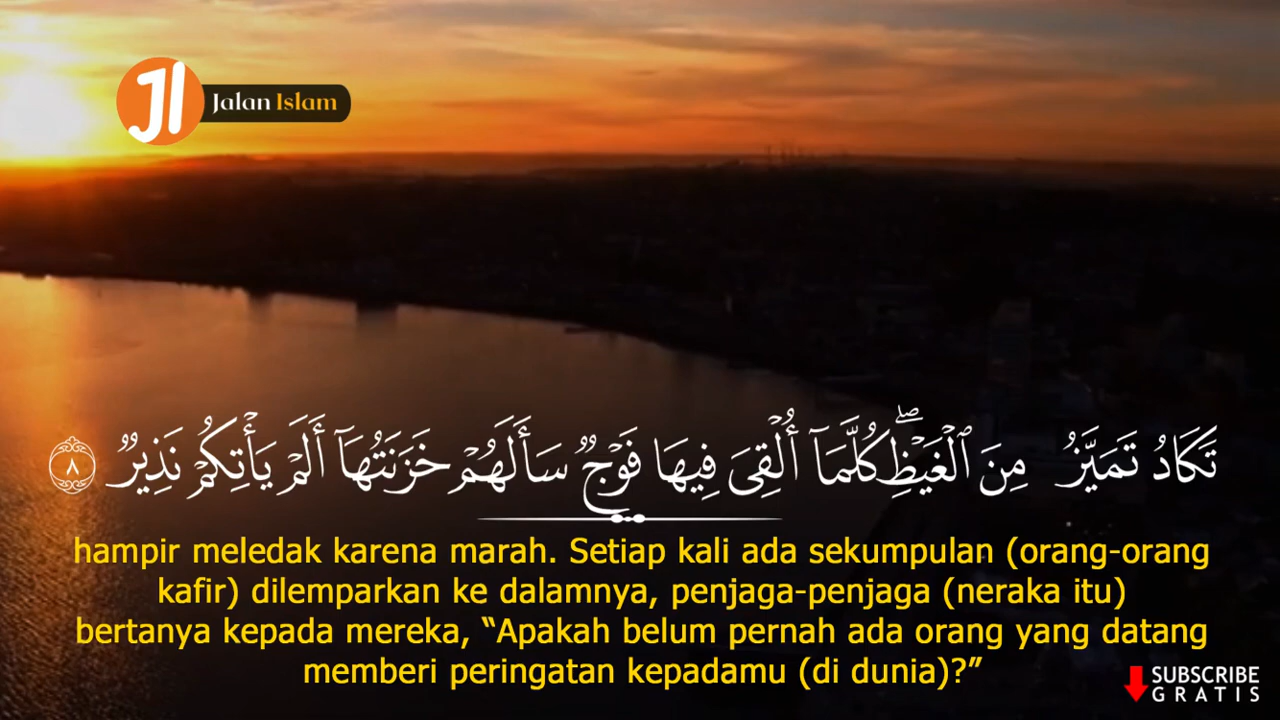 JI Jalan Islam
تَكَادُ تَمَيَّزُ مِنَ ٱلْغَيْظِۖ كُلَّمَآ أُلْقِىَ فِيهَا فَوْجٌ سَأَلَهُمْ خَزَنَتُهَآ أَلَمْ يَأْتِكُمْ نَذِيرٌ ٨
hampir meledak karena marah. Setiap kali ada sekumpulan (orang-orang
kafir) dilemparkan ke dalamnya, penjaga-penjaga (neraka itu)
bertanya kepada mereka, “Apakah belum pernah ada orang yang datang
memberi peringatan kepadamu (di dunia)?”
SUBSCRIBE
GRATIS